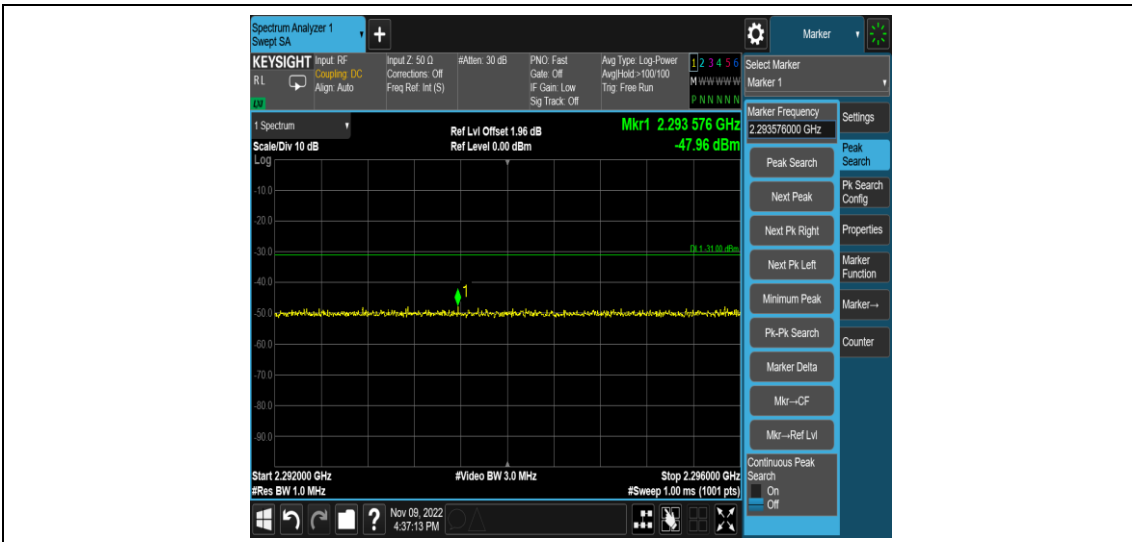 Spectrum Analyzer 1
Swept SA
+
Marker
KEYSIGHT
RL
LXI
Input: RF
Coupling: DC
Align: Auto
Input Z: 50 Ω
Corrections: Off
Freq Ref: Int (S)
#Atten: 30 dB
PNO: Fast
Gate: Off
IF Gain: Low
Sig Track: Off
Avg Type: Log-Power
Avg|Hold:>100/100
Trig: Free Run
1 2 3 4 5 6
M W W W W W
P N N N N N
Select Marker
Marker 1
1 Spectrum
Scale/Div 10 dB
Ref Lvl Offset 1.96 dB
Ref Level 0.00 dBm
Mkr1 2.293 576 GHz
-47.96 dBm
Log
-10.0
-20.0
-30.0
-40.0
-50.0
-60.0
-70.0
-80.0
-90.0
DL1 -31.00 dBm
1
Start 2.292000 GHz
#Res BW 1.0 MHz
#Video BW 3.0 MHz
Stop 2.296000 GHz
#Sweep 1.00 ms (1001 pts)
Marker Frequency
2.293576000 GHz
Peak Search
Next Peak
Next Pk Right
Next Pk Left
Minimum Peak
Pk-Pk Search
Marker Delta
Mkr→CF
Mkr→Ref Lvl
Continuous Peak
Search
On
Off
Settings
Peak
Search
Pk Search
Config
Properties
Marker
Function
Marker→
Counter
?
Nov 09, 2022
4:37:13 PM